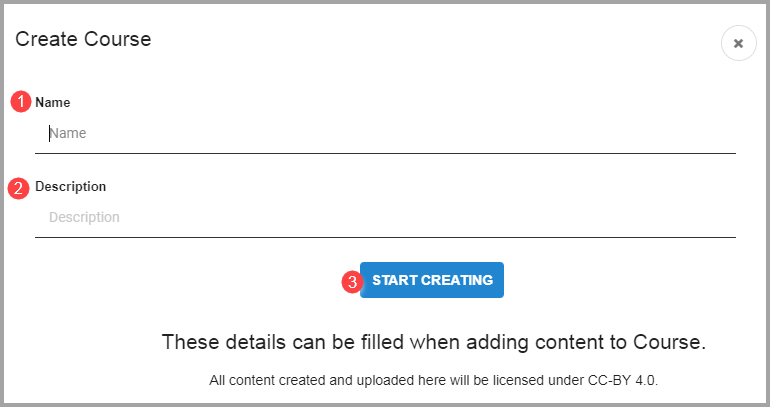 Create Course
1 Name
Name
2 Description
Description
3 START CREATING
These details can be filled when adding content to Course.
All content created and uploaded here will be licensed under CC-BY 4.0.